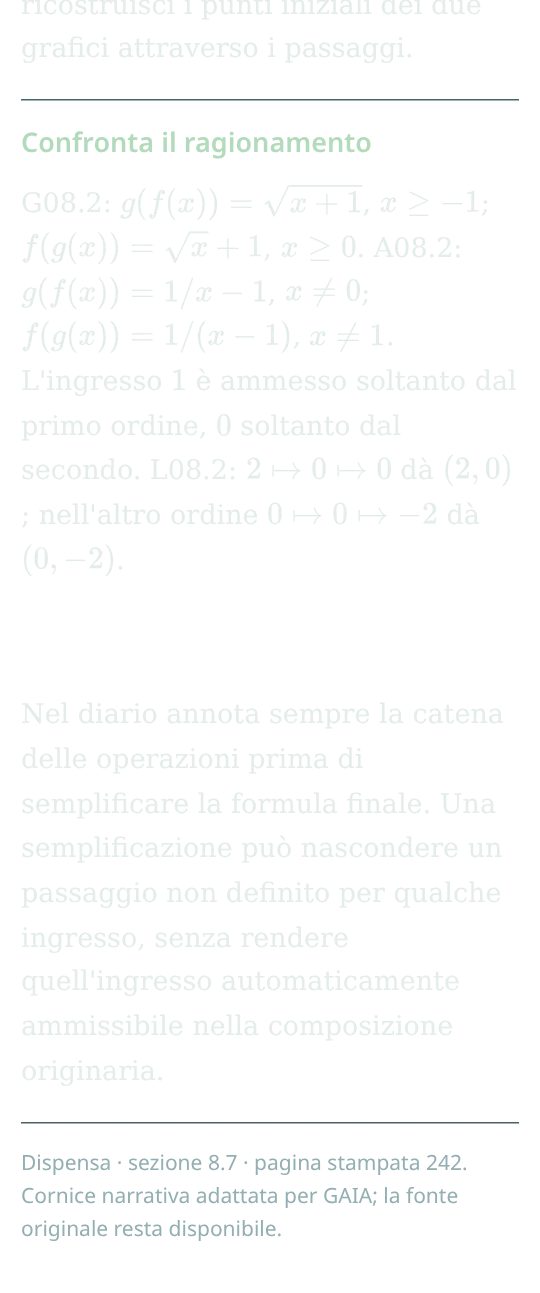 ricostruisci i punti iniziali dei due
grafici attraverso i passaggi.
Confronta il ragionamento
G08.2: g(f(x)) = √(x + 1), x ≥ −1;
f(g(x)) = √x + 1, x ≥ 0. A08.2:
g(f(x)) = 1/x − 1, x ≠ 0;
f(g(x)) = 1/(x − 1), x ≠ 1.
L'ingresso 1 è ammesso soltanto dal
primo ordine, 0 soltanto dal
secondo. L08.2: 2 ↦ 0 ↦ 0 dà (2, 0)
; nell'altro ordine 0 ↦ 0 ↦ −2 dà
(0, −2).
Nel diario annota sempre la catena
delle operazioni prima di
semplificare la formula finale. Una
semplificazione può nascondere un
passaggio non definito per qualche
ingresso, senza rendere
quell'ingresso automaticamente
ammissibile nella composizione
originaria.
Dispensa · sezione 8.7 · pagina stampata 242.
Cornice narrativa adattata per GAIA; la fonte
originale resta disponibile.